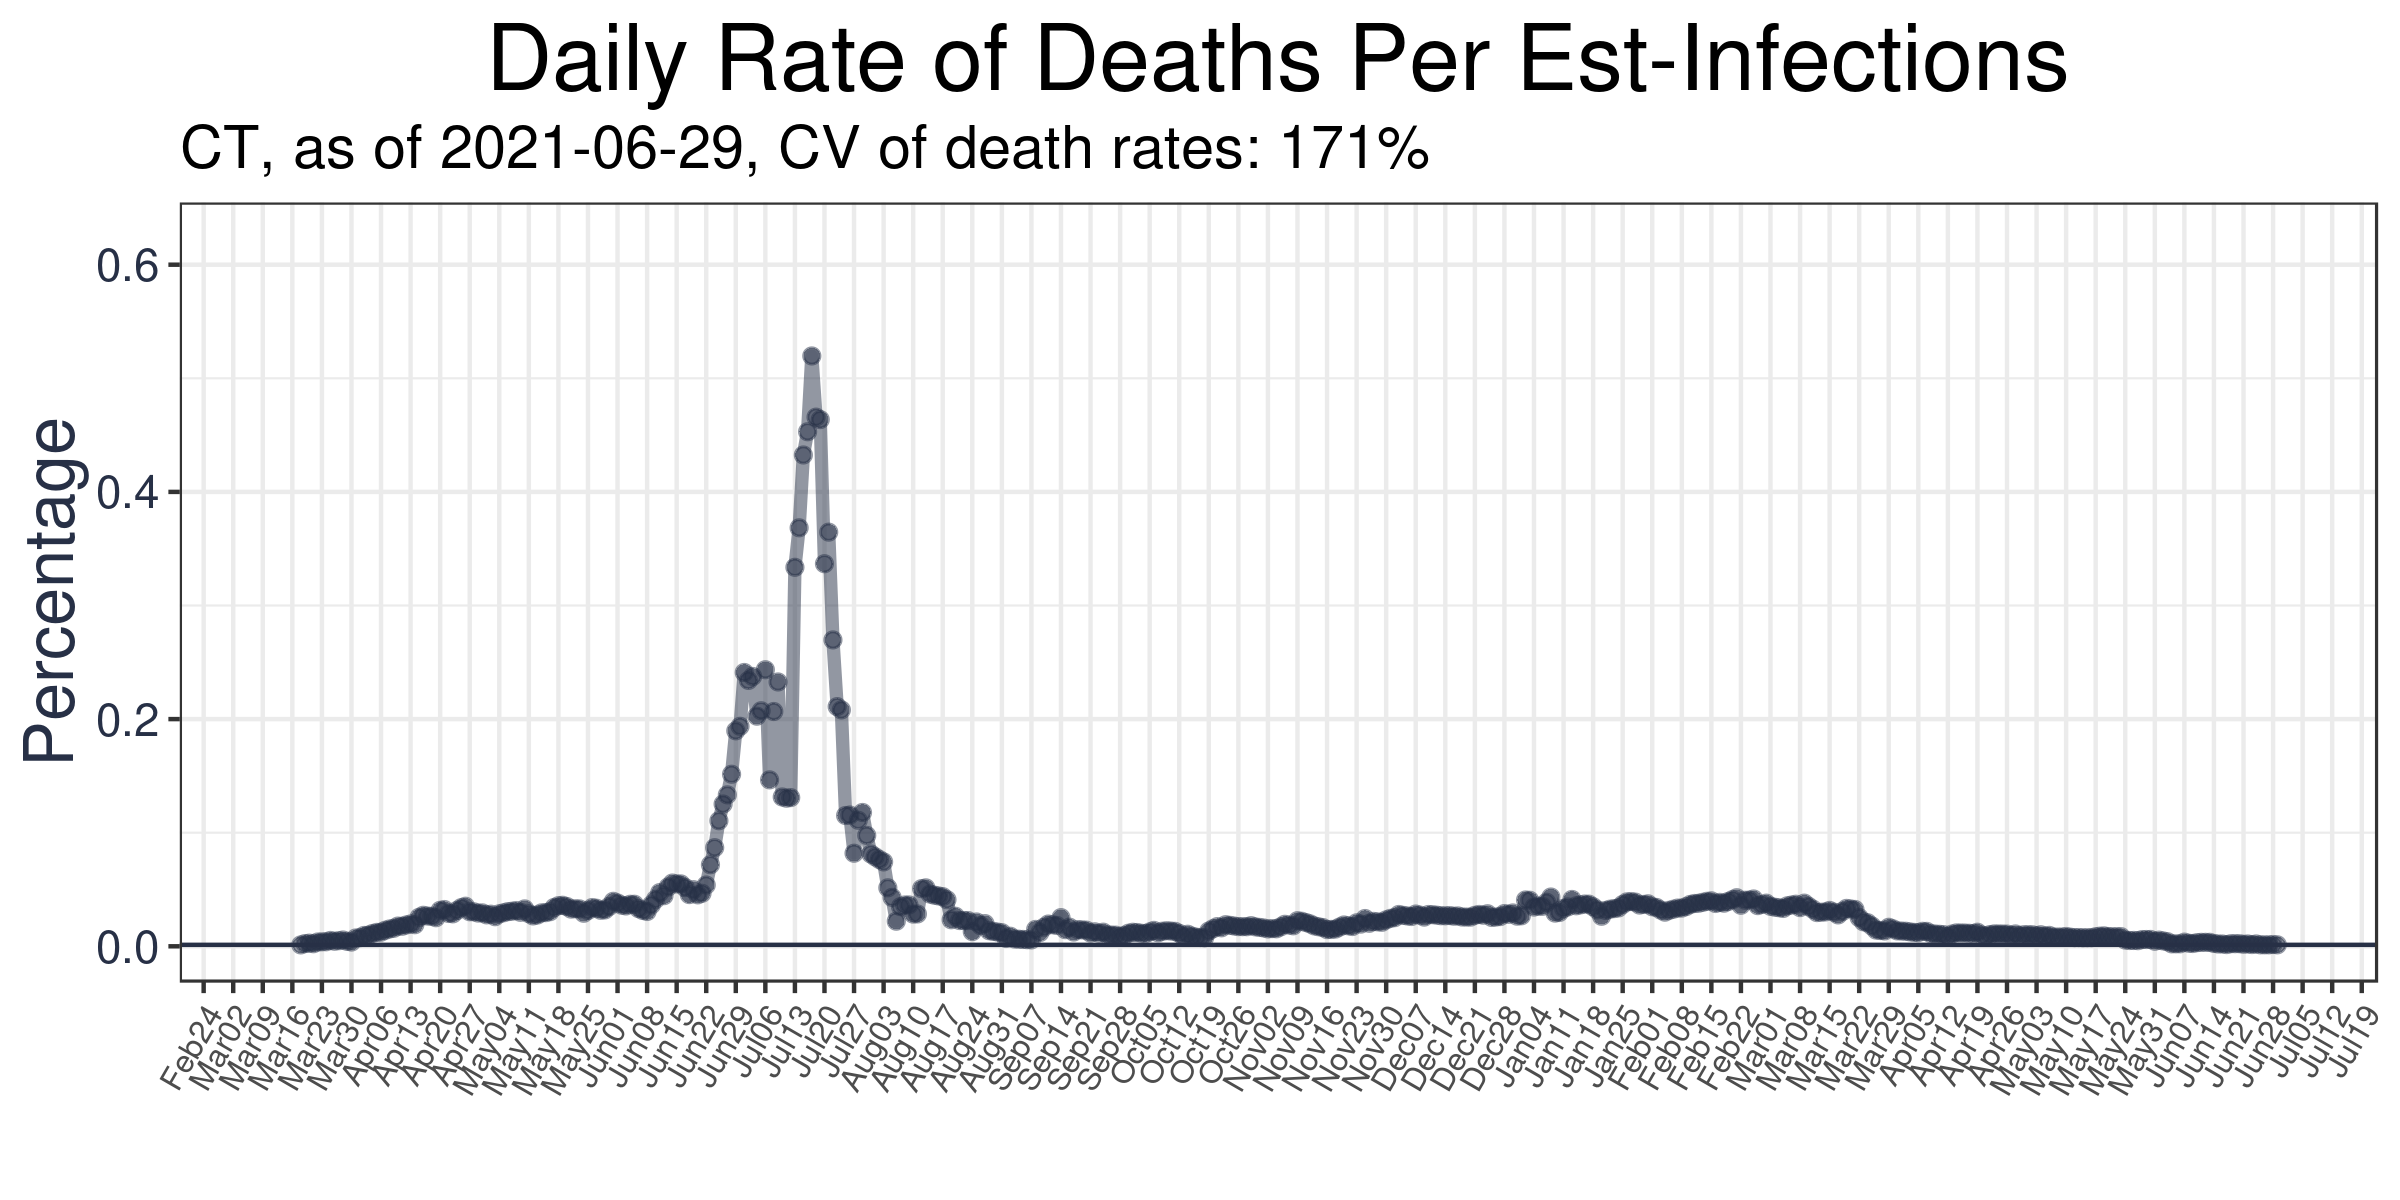 Daily Rate of Deaths Per Est-Infections
CT, as of 2021-06-29, CV of death rates: 171%
Percentage
0.6
0.4
0.2
0.0
Feb24
Mar02
Mar09
Mar16
Mar23
Mar30
Apr06
Apr13
Apr20
Apr27
May04
May11
May18
May25
Jun01
Jun08
Jun15
Jun22
Jun29
Jul06
Jul13
Jul20
Jul27
Aug03
Aug10
Aug17
Aug24
Aug31
Sep07
Sep14
Sep21
Sep28
Oct05
Oct12
Oct19
Oct26
Nov02
Nov09
Nov16
Nov23
Nov30
Dec07
Dec14
Dec21
Dec28
Jan04
Jan11
Jan18
Jan25
Feb01
Feb08
Feb15
Feb22
Mar01
Mar08
Mar15
Mar22
Mar29
Apr05
Apr12
Apr19
Apr26
May03
May10
May17
May24
May31
Jun07
Jun14
Jun21
Jun28
Jul05
Jul12
Jul19